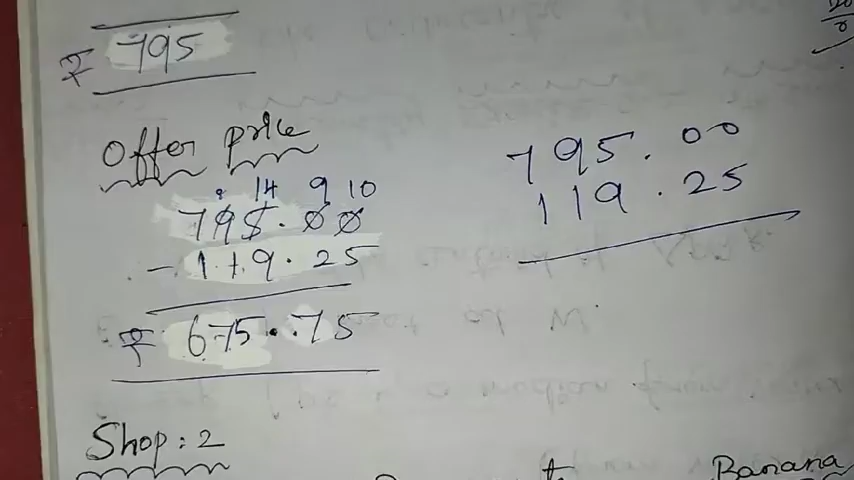 ₹ 795
Offer price
8 14 9 10
795.00
- 119.25
₹ 675.75
795.00
119.25
Shop: 2
Banana